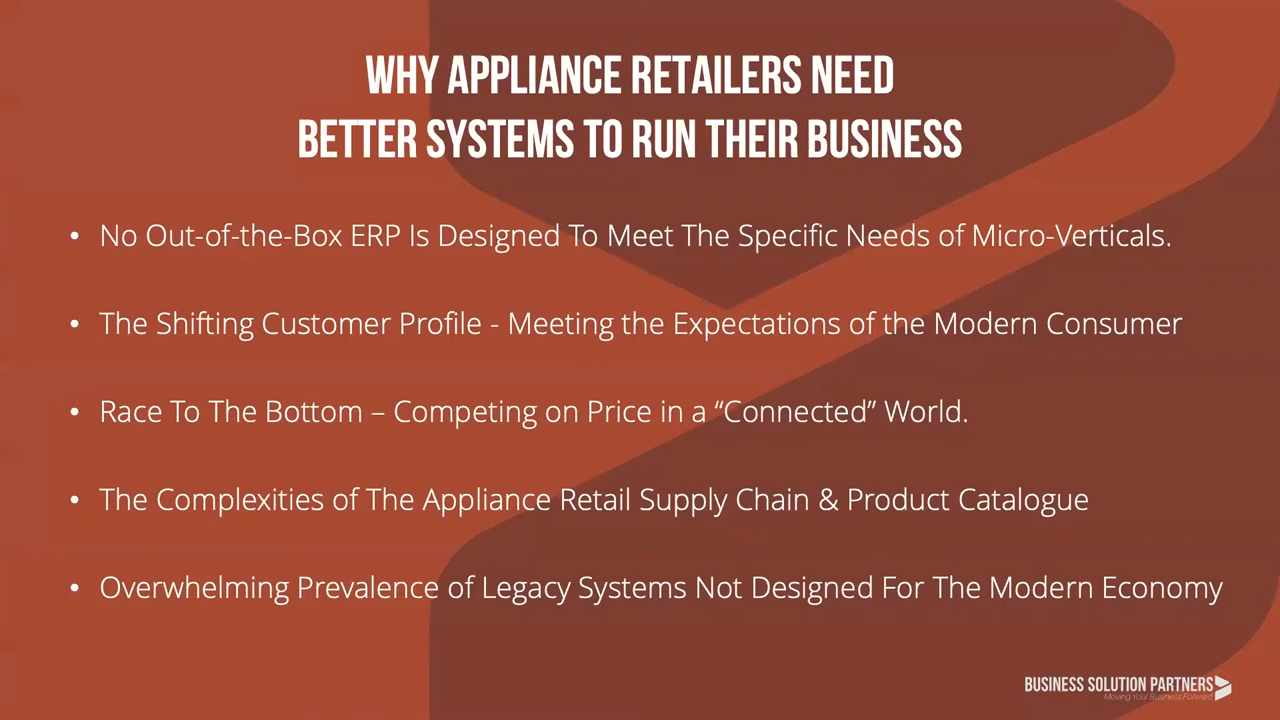 WHY APPLIANCE RETAILERS NEED
BETTER SYSTEMS TO RUN THEIR BUSINESS
• No Out-of-the-Box ERP Is Designed To Meet The Specific Needs of Micro-Verticals.
• The Shifting Customer Profile - Meeting the Expectations of the Modern Consumer
• Race To The Bottom – Competing on Price in a “Connected” World.
• The Complexities of The Appliance Retail Supply Chain & Product Catalogue
• Overwhelming Prevalence of Legacy Systems Not Designed For The Modern Economy
BUSINESS SOLUTION PARTNERS
Moving Your Business Forward